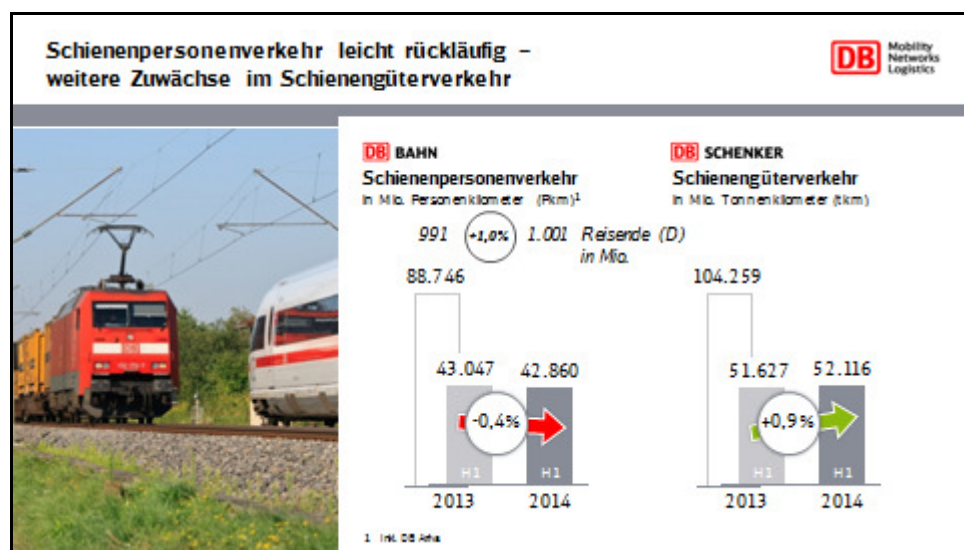 Schienenpersonenverkehr leicht rückläufig –
weitere Zuwächse im Schienengüterverkehr
DB Mobility
Networks
Logistics
DB BAHN
Schienenpersonenverkehr
in Mio. Personenkilometer (Pkm)1
991 +1,0% 1.001 Reisende (D)
in Mio.
88.746
43.047 42.860
-0,4%
H1 H1
2013 2014
1 Inkl. DB Arriva
DB SCHENKER
Schienengüterverkehr
in Mio. Tonnenkilometer (tkm)
104.259
51.627 52.116
+0,9%
H1 H1
2013 2014